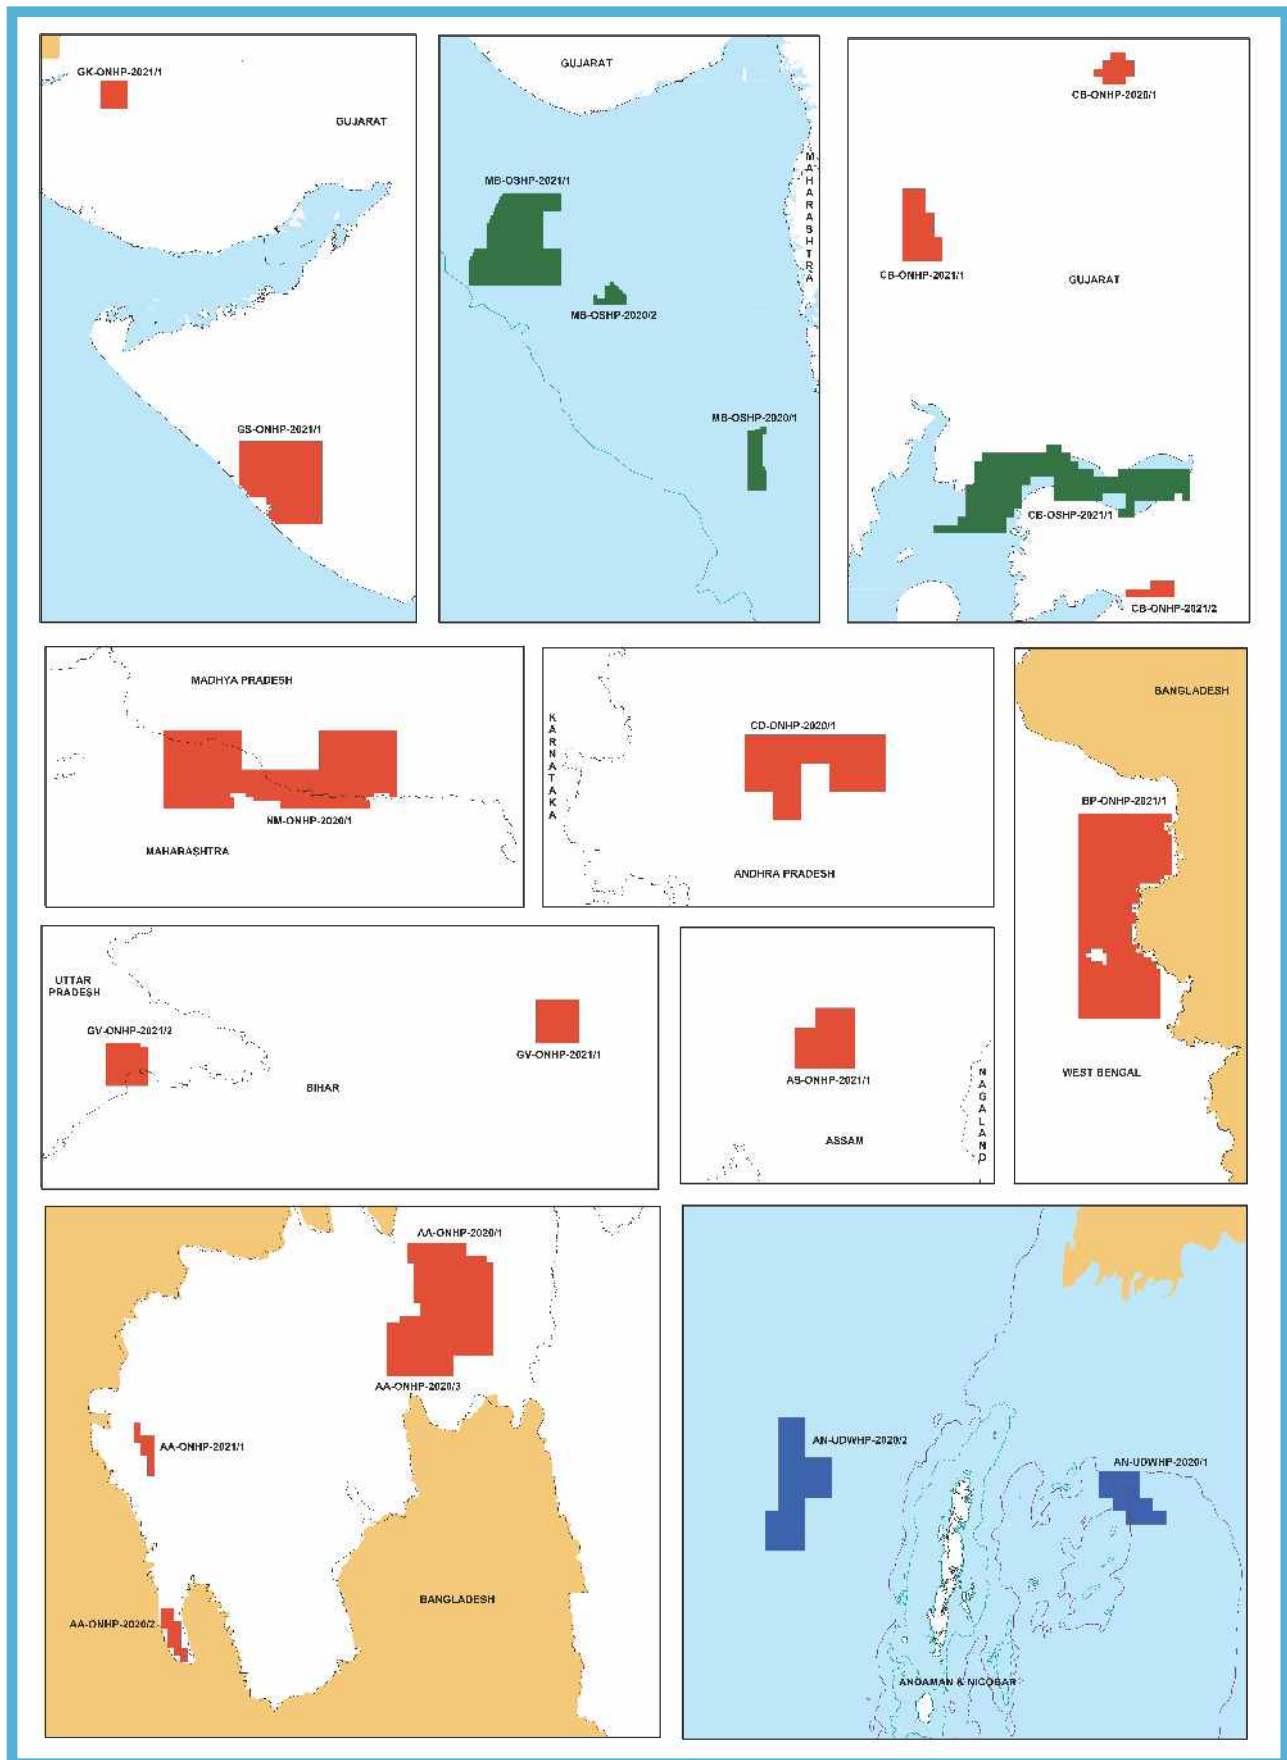 GK-ONHP-2021/1
GUJARAT
GS-ONHP-2021/1
GUJARAT
MAHARASHTRA
MB-OSHP-2021/1
MB-OSHP-2020/2
MB-OSHP-2020/1
CB-ONHP-2020/1
CB-ONHP-2021/1
GUJARAT
CB-OSHP-2021/1
CB-ONHP-2021/2
MADHYA PRADESH
NM-ONHP-2020/1
MAHARASHTRA
KARNATAKA
CD-ONHP-2020/1
ANDHRA PRADESH
BANGLADESH
BP-ONHP-2021/1
WEST BENGAL
UTTAR
PRADESH
GV-ONHP-2021/2
GV-ONHP-2021/1
BIHAR
AS-ONHP-2021/1
NAGALAND
ASSAM
AA-ONHP-2020/1
AA-ONHP-2020/3
AA-ONHP-2021/1
BANGLADESH
AA-ONHP-2020/2
AN-UDWHP-2020/2
AN-UDWHP-2020/1
ANDAMAN & NICOBAR